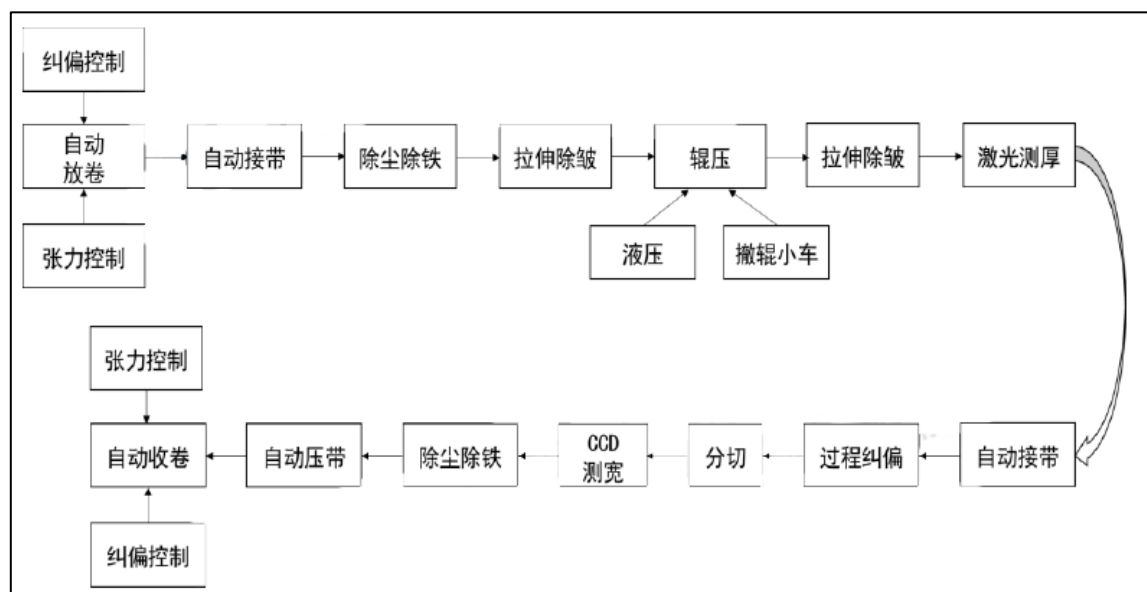 纠偏控制
自动
放卷
自动接带
除尘除铁
拉伸除皱
辊压
拉伸除皱
激光测厚
张力控制
液压
撤辊小车
张力控制
自动收卷
自动压带
除尘除铁
CCD
测宽
分切
过程纠偏
自动接带
纠偏控制